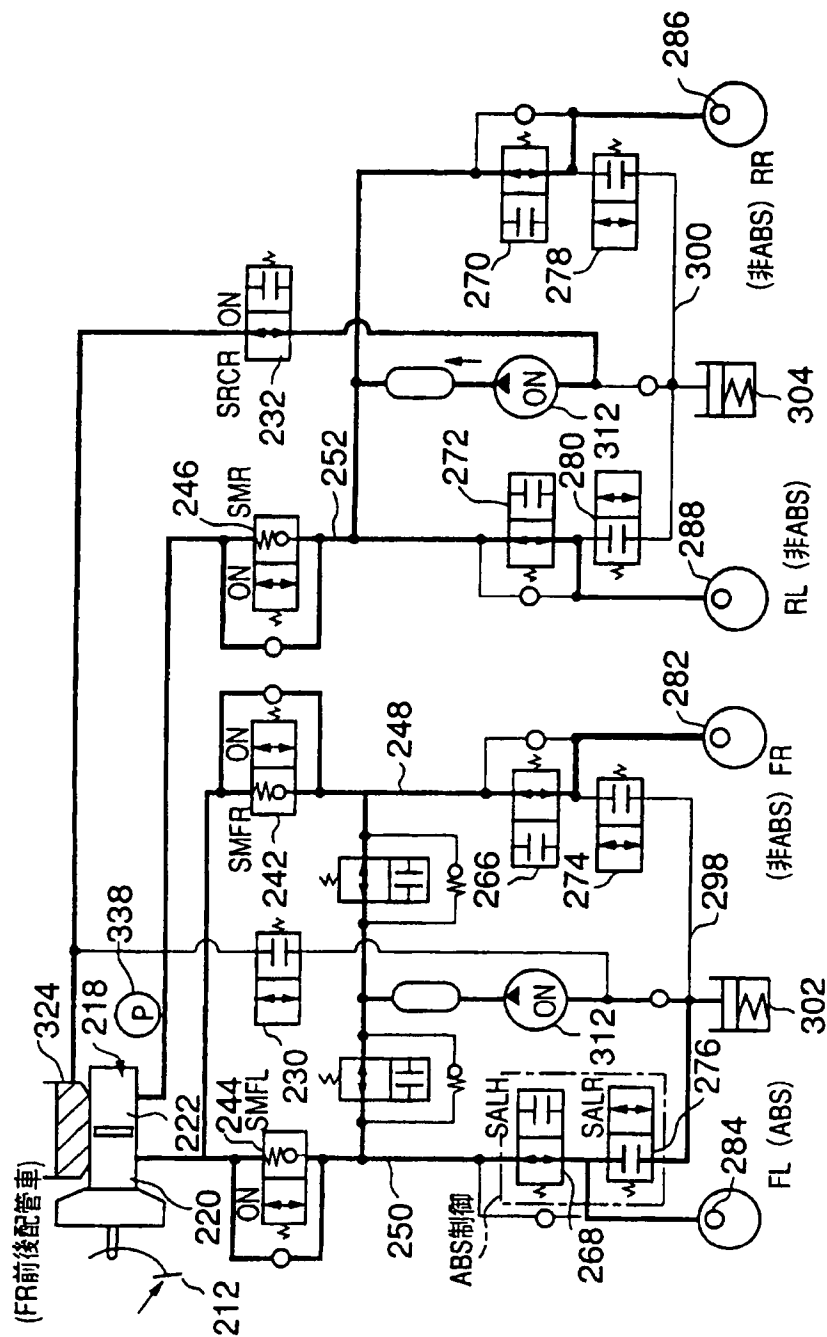 (FR前後配管車)
324
338
P
218
212
220
222
244
SMFL
ON
230
SMFR
ON
242
246
SMR
ON
SRCR
ON
232
250
248
252
ABS制御
SALH
268
SALR
276
ON
312
266
274
272
280
ON
312
270
278
298
300
284
FL (ABS)
302
282
(非ABS) FR
288
RL (非ABS)
304
286
(非ABS) RR